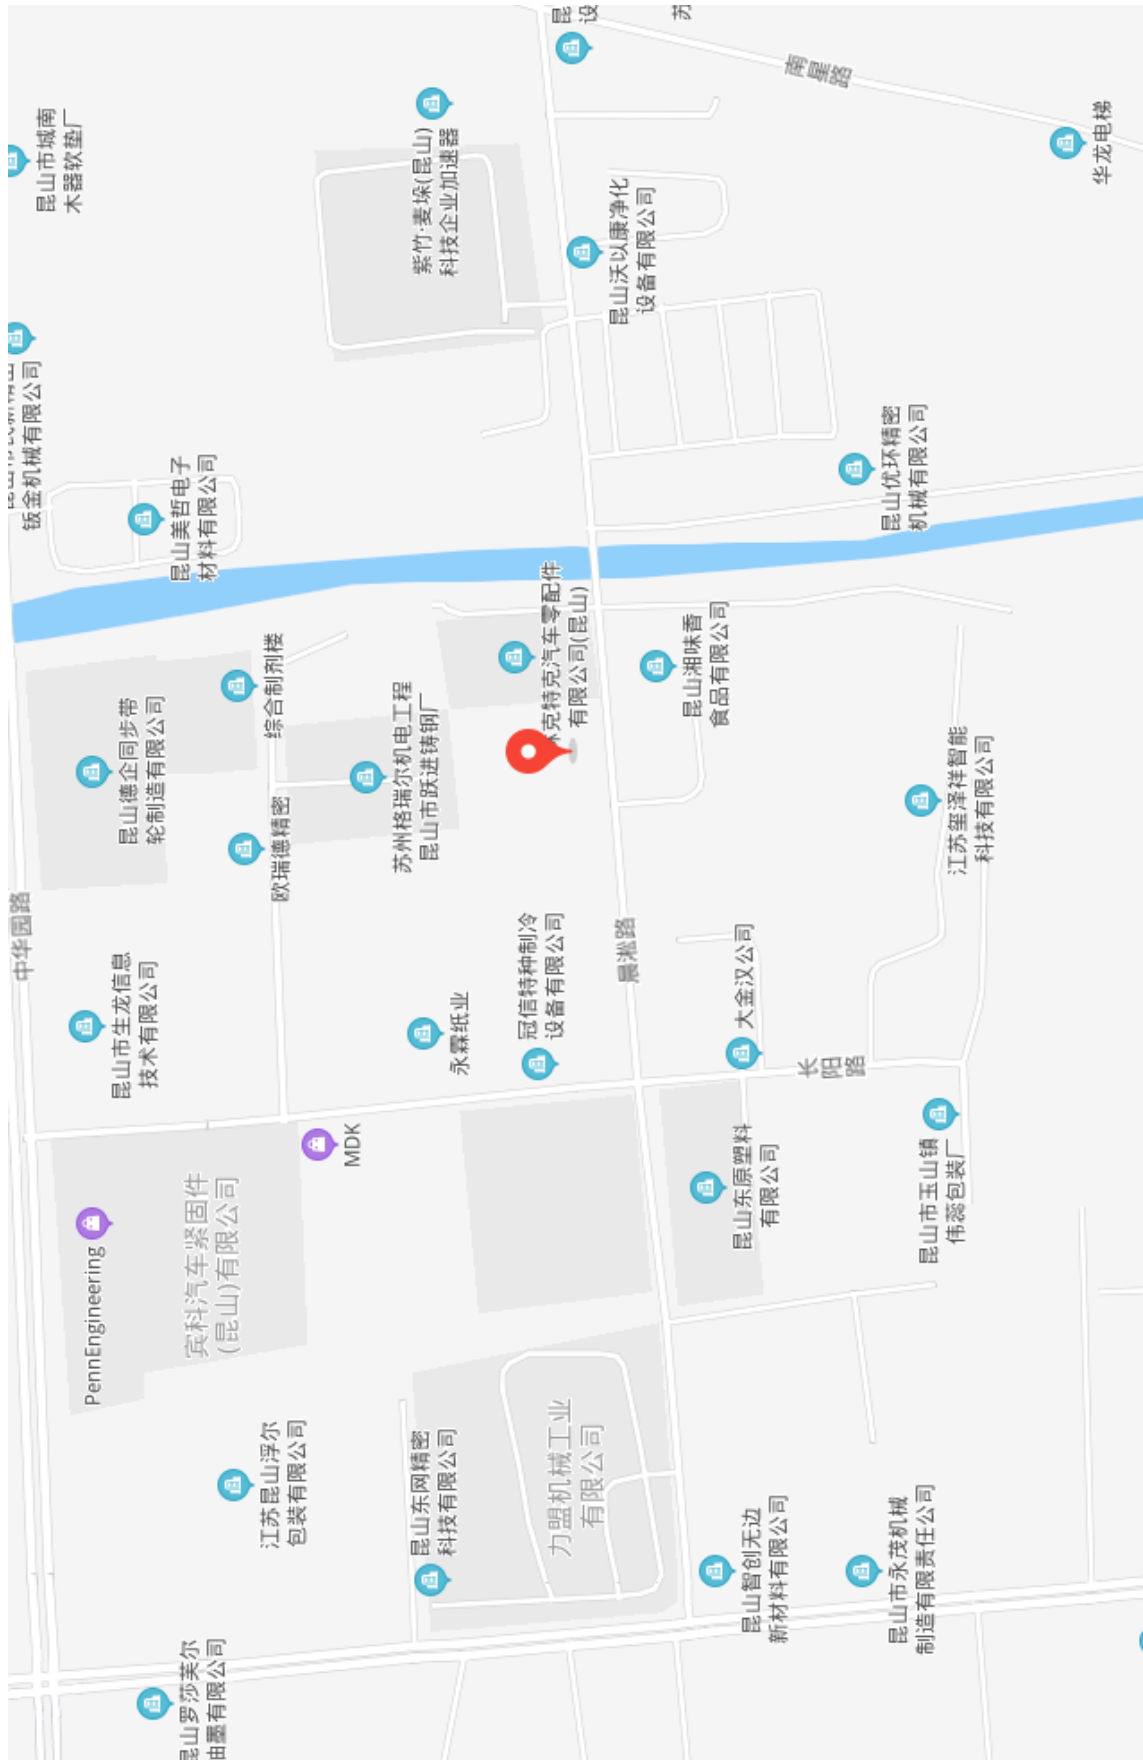 昆山市城南
木器软垫厂
钣金机械有限公司
中华园路
PennEngineering
昆山市生龙信息
技术有限公司
昆山德企同步带
轮制造有限公司
昆山美哲电子
材料有限公司
昆山罗莎芙尔
油墨有限公司
宾科汽车紧固件
(昆山)有限公司
江苏昆山浮尔
包装有限公司
欧瑞德精密
综合制剂楼
MDK
苏州格瑞尔机电工程
昆山市跃进铸钢厂
紫竹·麦垛(昆山)
科技企业加速器
昆山东网精密
科技有限公司
永霖纸业
冠信特种制冷
设备有限公司
林克特克汽车零配件
有限公司(昆山)
力盟机械工业
有限公司
昆
设
苏
晨淞路
昆山沃以康净化
设备有限公司
昆山湘味香
食品有限公司
昆山东原塑料
有限公司
大金汉公司
昆山智创无边
新材料有限公司
南星路
长阳路
昆山优环精密
机械有限公司
昆山市永茂机械
制造有限责任公司
昆山市玉山镇
伟蕊包装厂
江苏玺泽祥智能
科技有限公司
华龙电梯